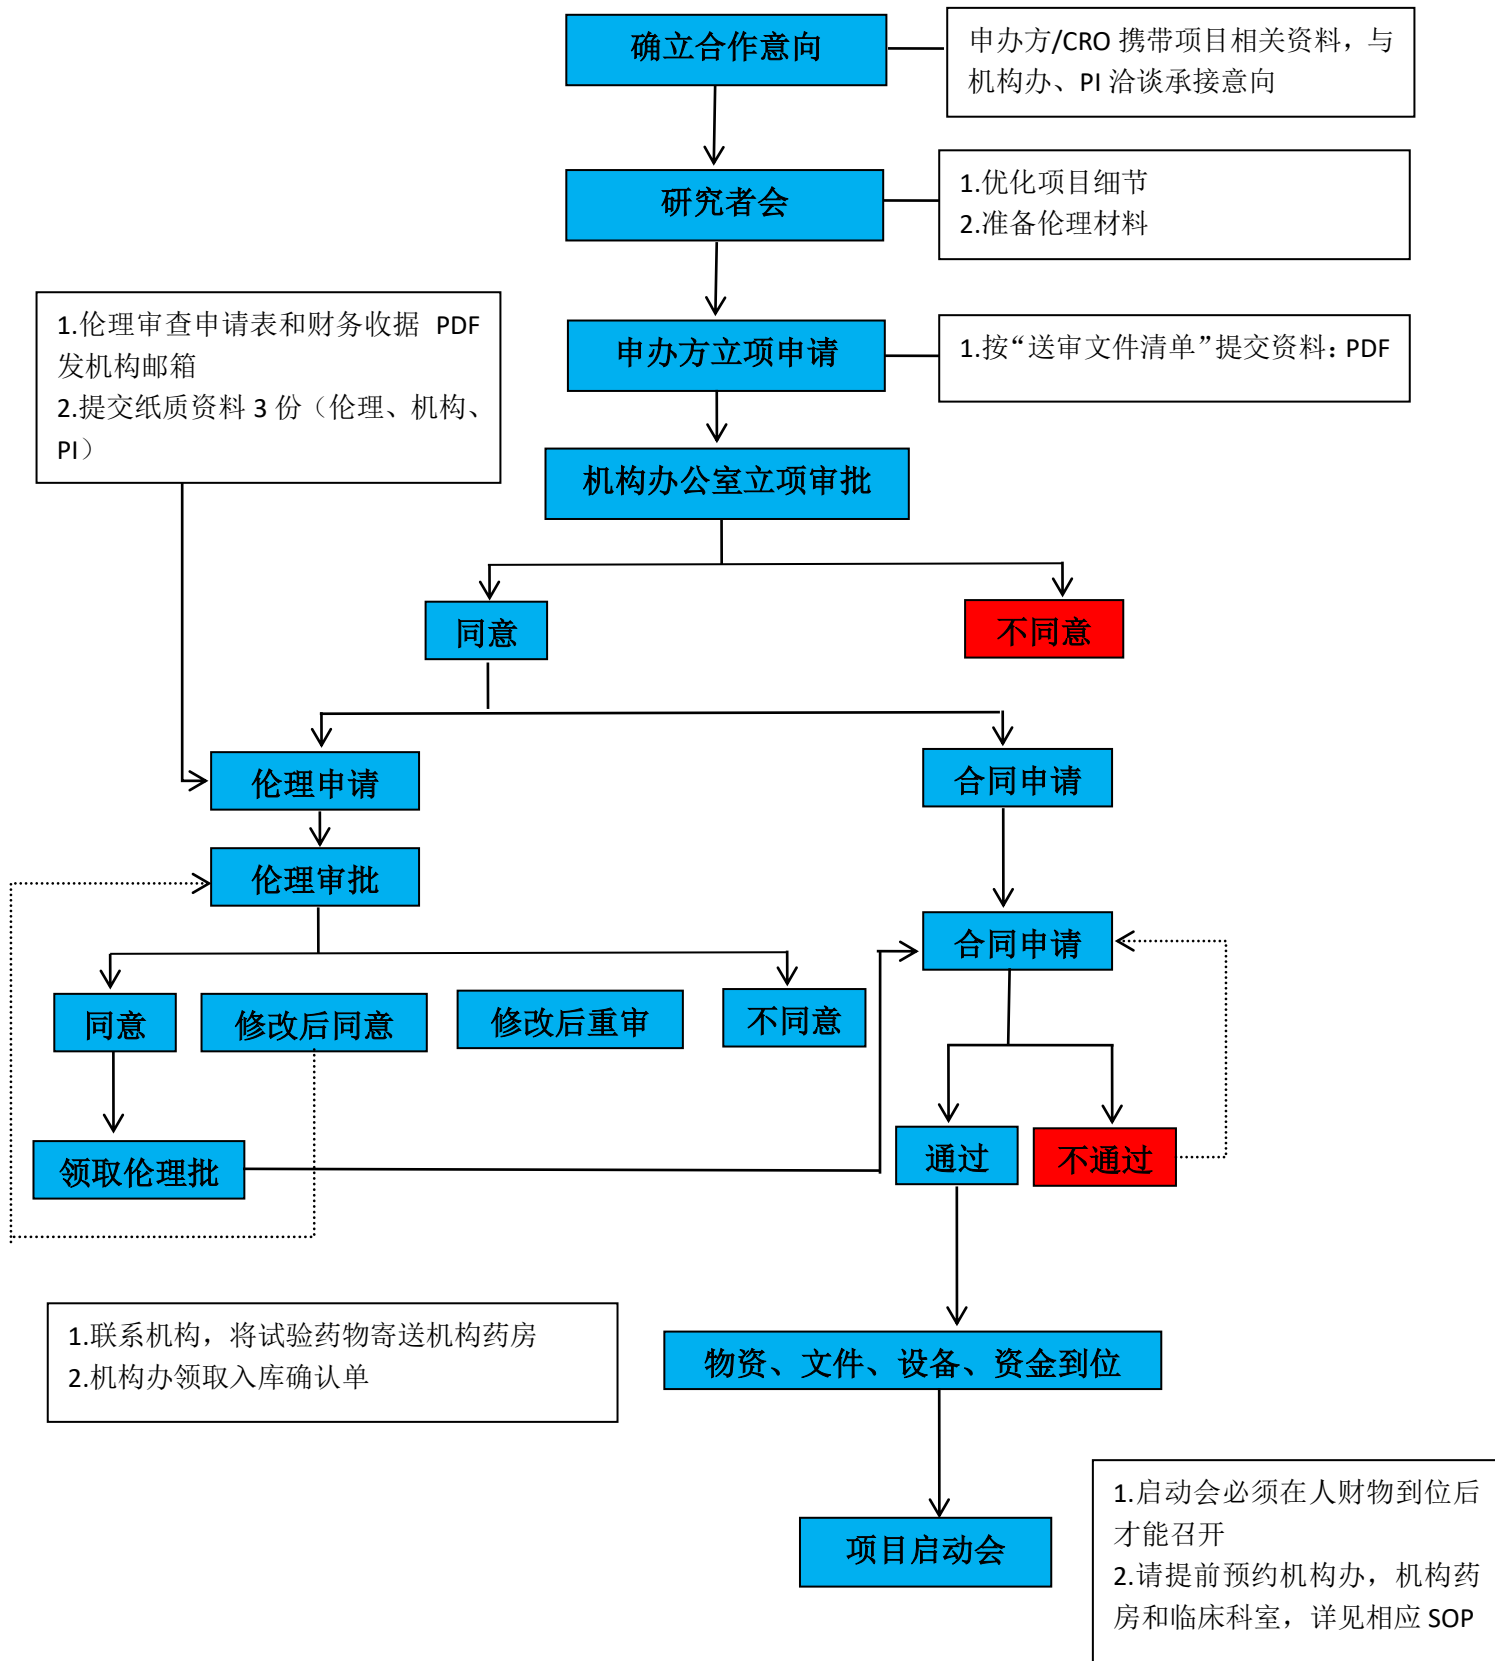 确立合作意向
申办方/CRO 携带项目相关资料，与
机构办、PI 洽谈承接意向
研究者会
1.优化项目细节
2.准备伦理材料
1.伦理审查申请表和财务收据 PDF
发机构邮箱
2.提交纸质资料 3 份（伦理、机构、
PI）
申办方立项申请
1.按“送审文件清单”提交资料：PDF
机构办公室立项审批
同意
不同意
伦理申请
合同申请
伦理审批
合同申请
同意
修改后同意
修改后重审
不同意
领取伦理批
通过
不通过
1.联系机构，将试验药物寄送机构药房
2.机构办领取入库确认单
物资、文件、设备、资金到位
项目启动会
1.启动会必须在人财物到位后
才能召开
2.请提前预约机构办，机构药
房和临床科室，详见相应 SOP